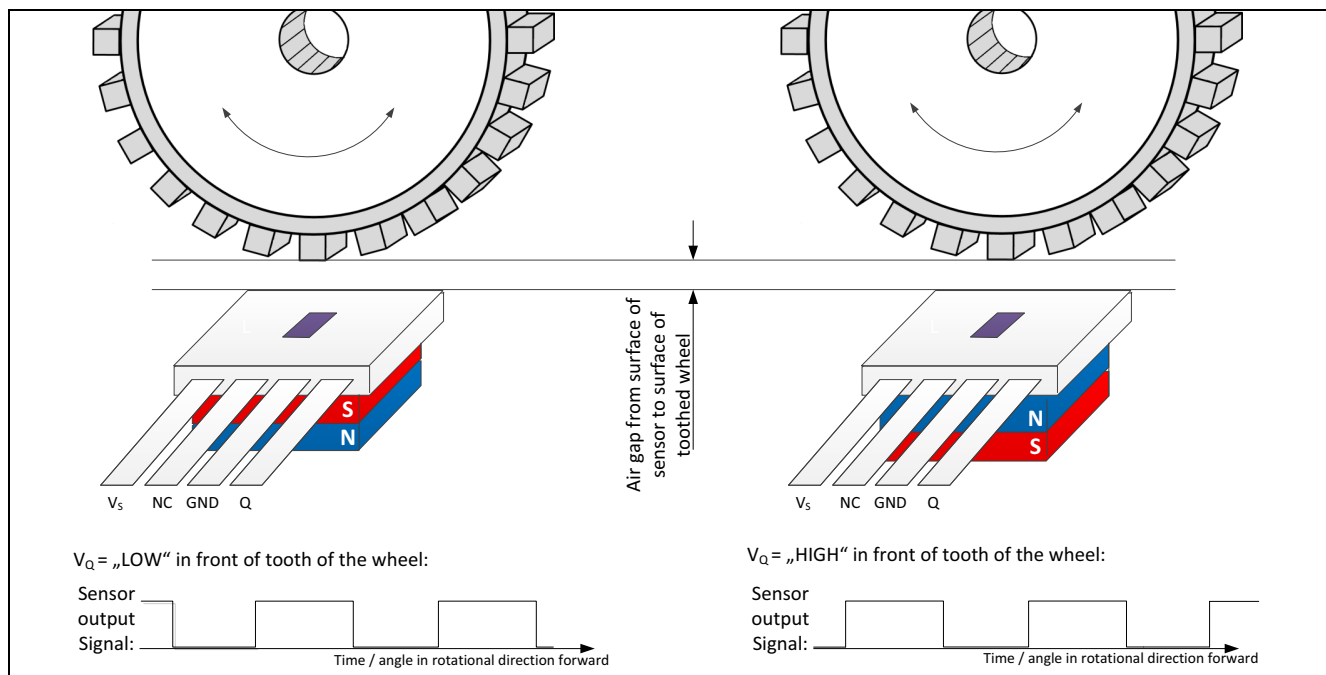 L
L
Air gap from surface of
sensor to surface of
toothed wheel
S
N
N
S
Vs NC GND Q
Vs NC GND Q
VQ = „LOW“ in front of tooth of the wheel:
Sensor
output
Signal:
Time / angle in rotational direction forward
VQ = „HIGH“ in front of tooth of the wheel:
Sensor
output
Signal:
Time / angle in rotational direction forward